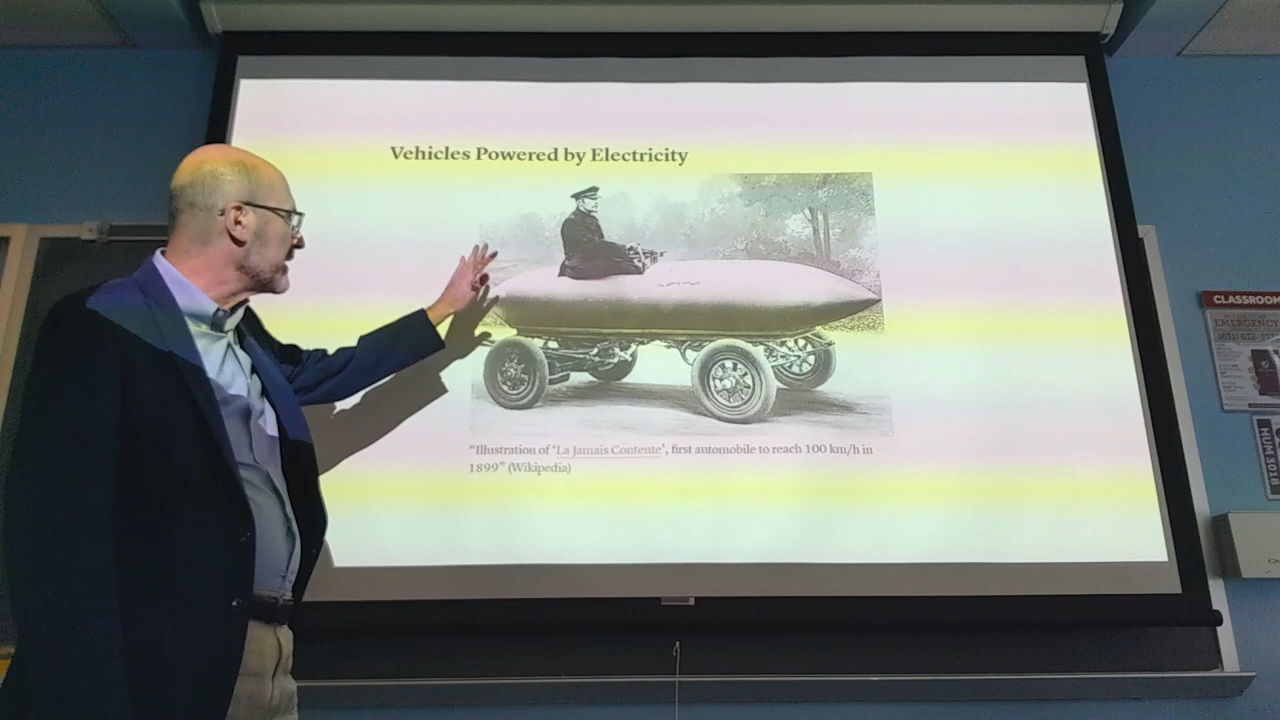 Vehicles Powered by Electricity
"Illustration of 'La Jamais Contente', first automobile to reach 100 km/h in
1899" (Wikipedia)
CLASSROOM
EMERGENCY
HUM 301B